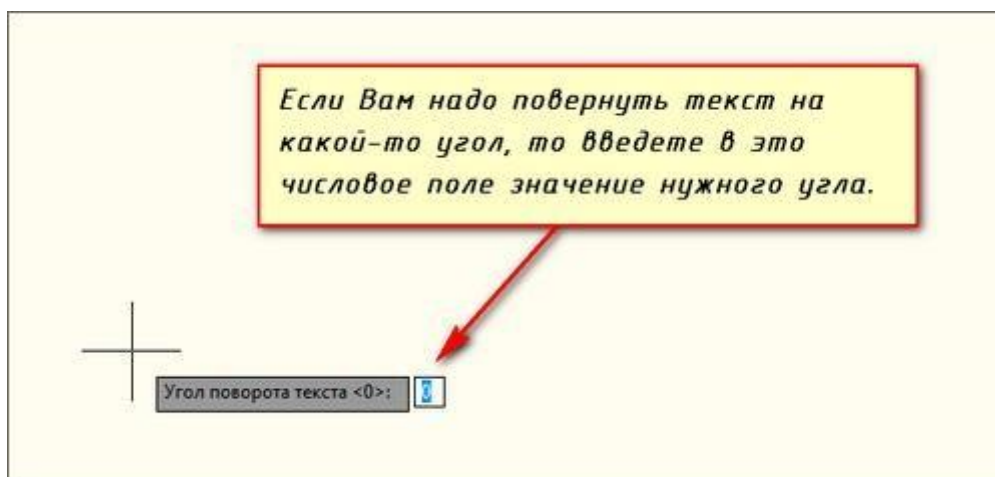 Если Вам надо повернуть текст на
какой-то угол, то введете в это
числовое поле значение нужного угла.
Угол поворота текста <0>: 0